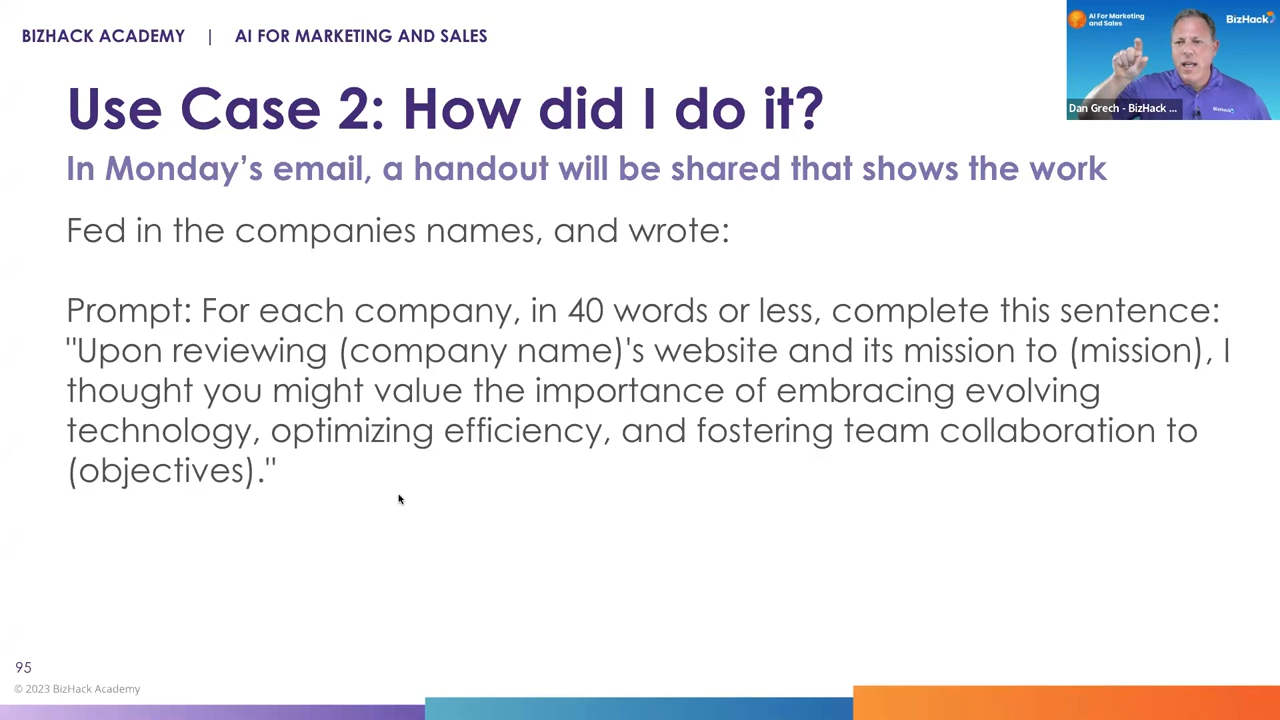 BIZHACK ACADEMY | AI FOR MARKETING AND SALES
AI For Marketing
and Sales
BizHack
BizHack
Dan Grech - BizHack ...
Use Case 2: How did I do it?
In Monday’s email, a handout will be shared that shows the work
Fed in the companies names, and wrote:
Prompt: For each company, in 40 words or less, complete this sentence:
"Upon reviewing (company name)'s website and its mission to (mission), I
thought you might value the importance of embracing evolving
technology, optimizing efficiency, and fostering team collaboration to
(objectives)."
95
© 2023 BizHack Academy